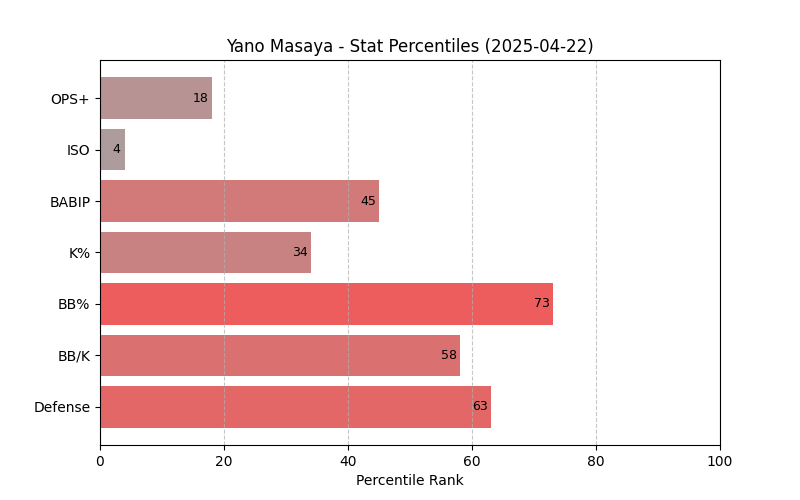 Yano Masaya - Stat Percentiles (2025-04-22)
OPS+ 18
ISO 4
BABIP 45
K% 34
BB% 73
BB/K 58
Defense 63
0 20 40 60 80 100
Percentile Rank